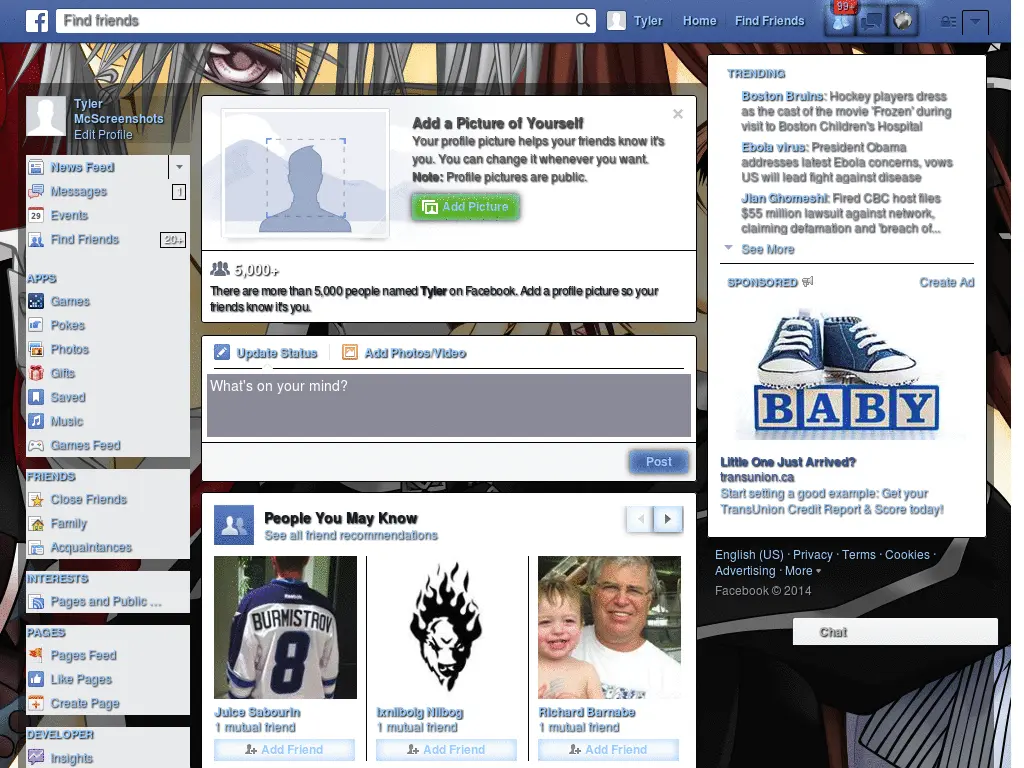 f
Find friends
Tyler
Home
Find Friends
99+
Tyler
McScreenshots
Edit Profile
News Feed
Messages
1
29
Events
Find Friends
20+
APPS
Games
Pokes
Photos
Gifts
Saved
Music
Games Feed
FRIENDS
Close Friends
Family
Acquaintances
INTERESTS
Pages and Public ...
PAGES
Pages Feed
Like Pages
Create Page
DEVELOPER
Insights
Add a Picture of Yourself
Your profile picture helps your friends know it's
you. You can change it whenever you want.
Note: Profile pictures are public.
Add Picture
5,000+
There are more than 5,000 people named Tyler on Facebook. Add a profile picture so your
friends know it's you.
Update Status
Add Photos/Video
What's on your mind?
Post
People You May Know
See all friend recommendations
Reebok
BURMISTROV
8
Juice Sabourin
1 mutual friend
Add Friend
Ixnilbolg Nilbog
1 mutual friend
Add Friend
Richard Barnabe
1 mutual friend
Add Friend
TRENDING
Boston Bruins: Hockey players dress
as the cast of the movie 'Frozen' during
visit to Boston Children's Hospital
Ebola virus: President Obama
addresses latest Ebola concerns, vows
US will lead fight against disease
Jian Ghomeshi: Fired CBC host files
$55 million lawsuit against network,
claiming defamation and 'breach of...
See More
SPONSORED
Create Ad
BABY
Little One Just Arrived?
transunion.ca
Start setting a good example: Get your
TransUnion Credit Report & Score today!
English (US) · Privacy · Terms · Cookies ·
Advertising · More
Facebook © 2014
Chat